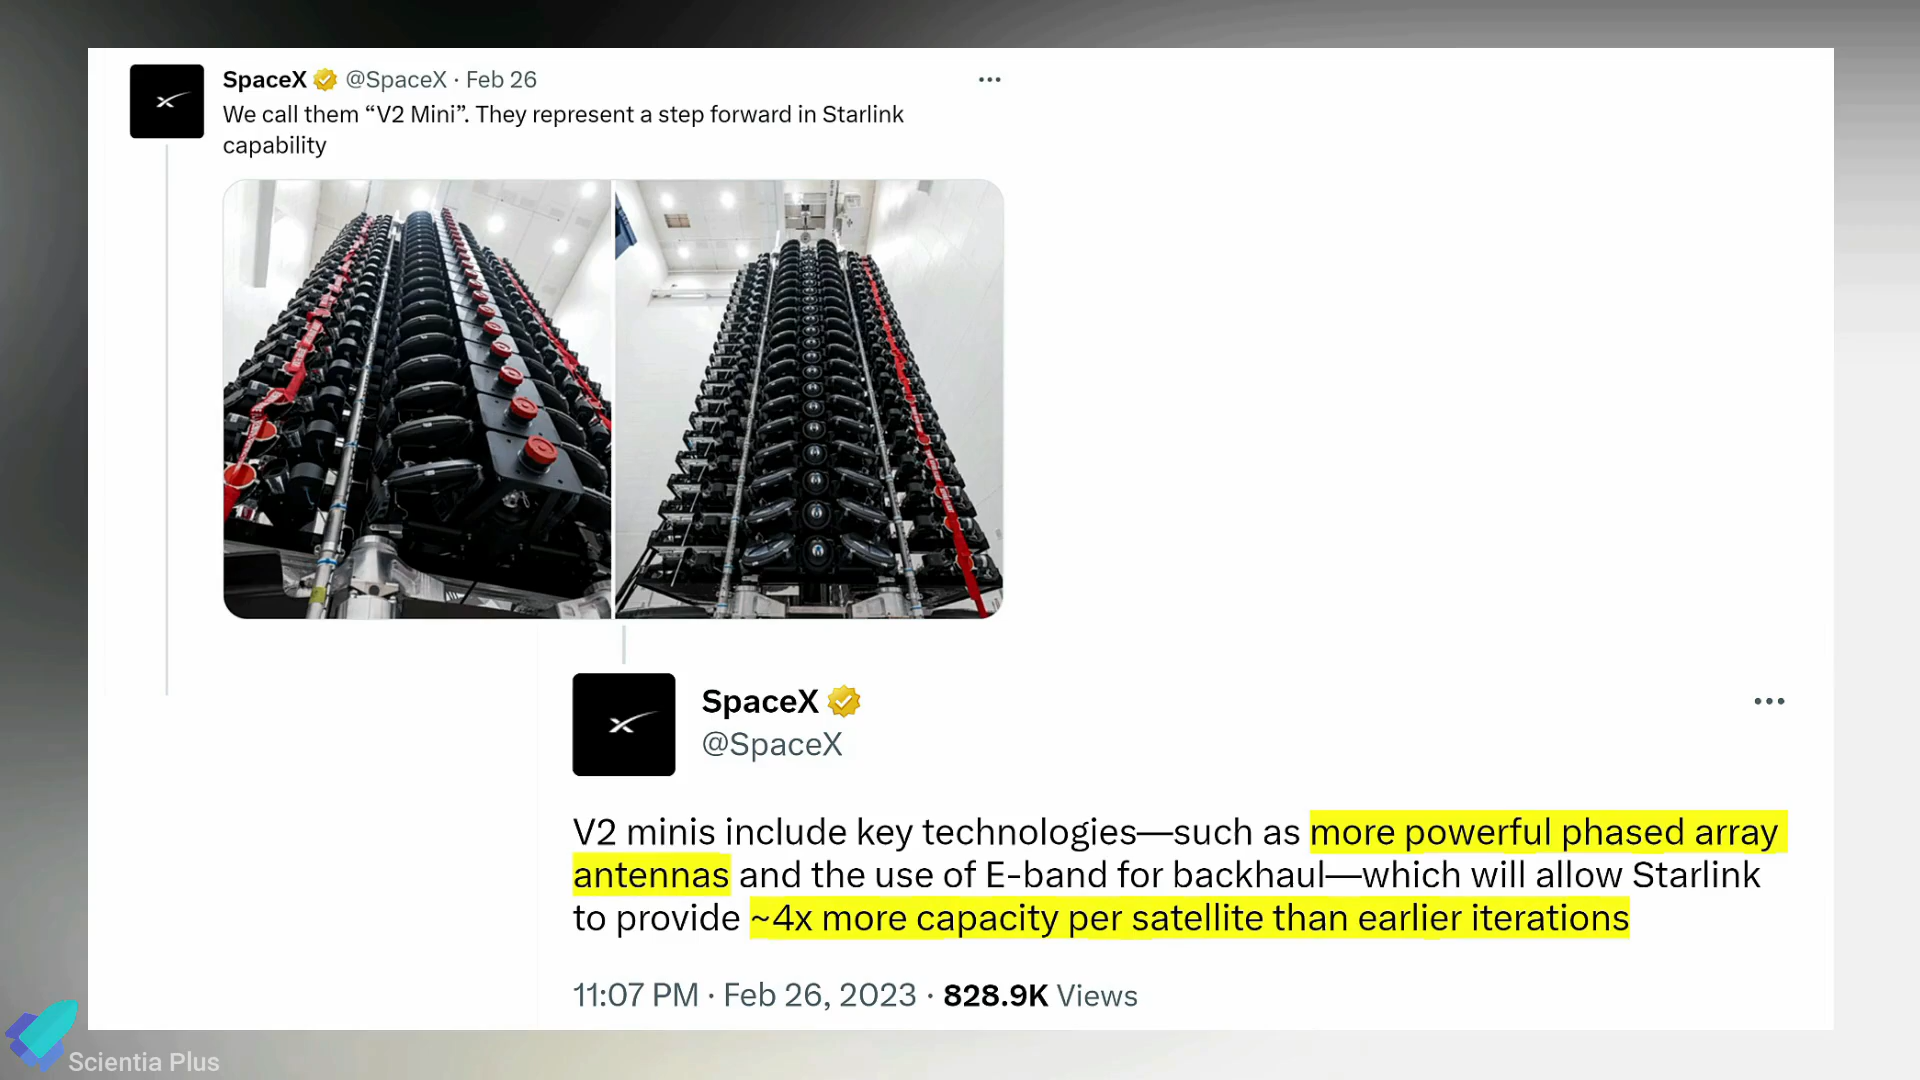 SpaceX @SpaceX · Feb 26 ...
We call them “V2 Mini”. They represent a step forward in Starlink
capability
SpaceX ...
@SpaceX
V2 minis include key technologies—such as more powerful phased array
antennas and the use of E-band for backhaul—which will allow Starlink
to provide ~4x more capacity per satellite than earlier iterations
11:07 PM · Feb 26, 2023 · 828.9K Views
Scientia Plus